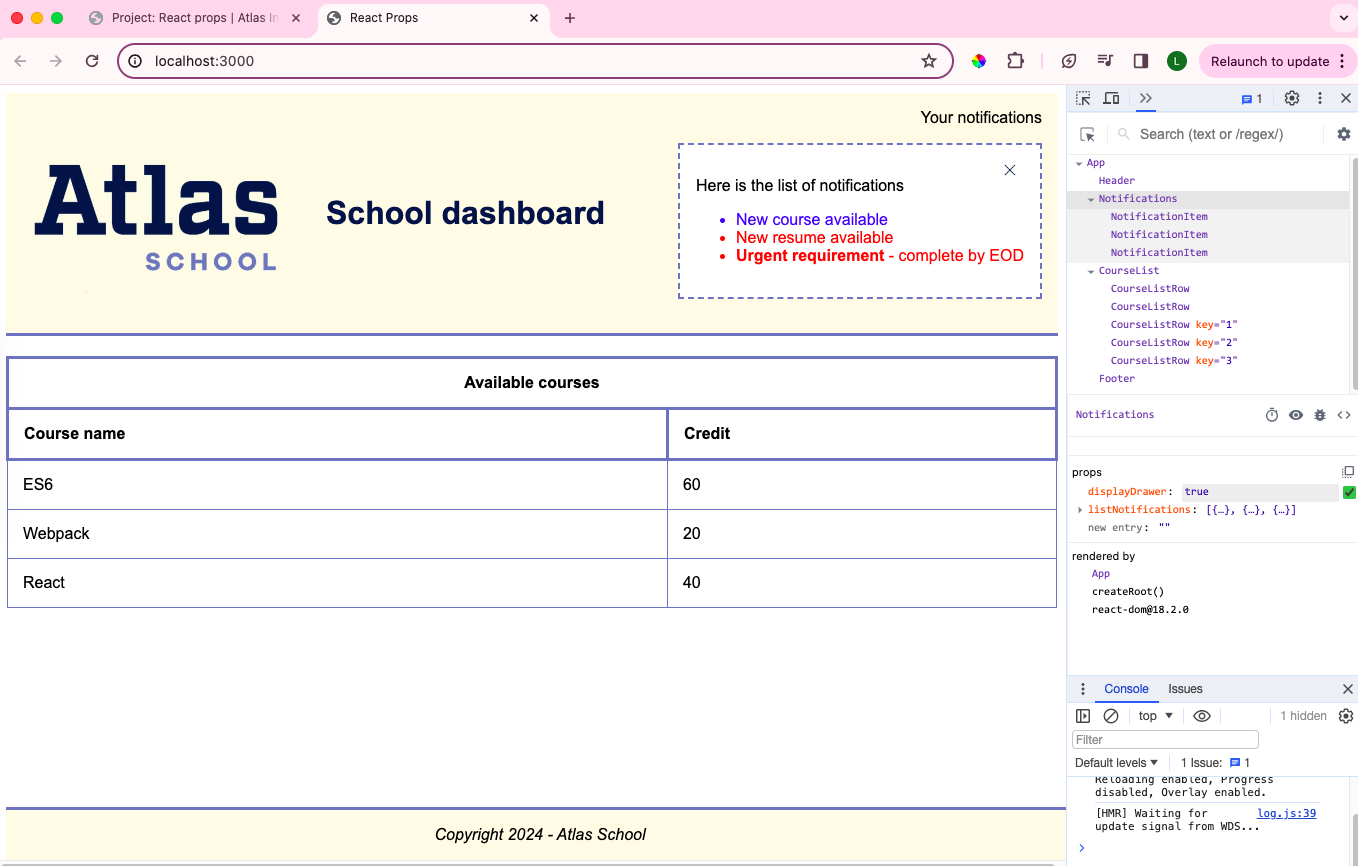 Project: React props | Atlas In
React Props
localhost:3000
L
Relaunch to update
Your notifications
Atlas
SCHOOL
School dashboard
Here is the list of notifications
New course available
New resume available
Urgent requirement - complete by EOD
Available courses
Course name Credit
ES6 60
Webpack 20
React 40
Copyright 2024 - Atlas School
1
Search (text or /regex/)
App
Header
Notifications
NotificationItem
NotificationItem
NotificationItem
CourseList
CourseListRow
CourseListRow
CourseListRow key="1"
CourseListRow key="2"
CourseListRow key="3"
Footer
Notifications
props
displayDrawer: true
listNotifications: [{…}, {…}, {…}]
new entry: ""
rendered by
App
createRoot()
react-dom@18.2.0
Console Issues
top 1 hidden
Filter
Default levels 1 Issue: 1
Reloading enabled, Progress
disabled, Overlay enabled.
[HMR] Waiting for log.js:39
update signal from WDS...